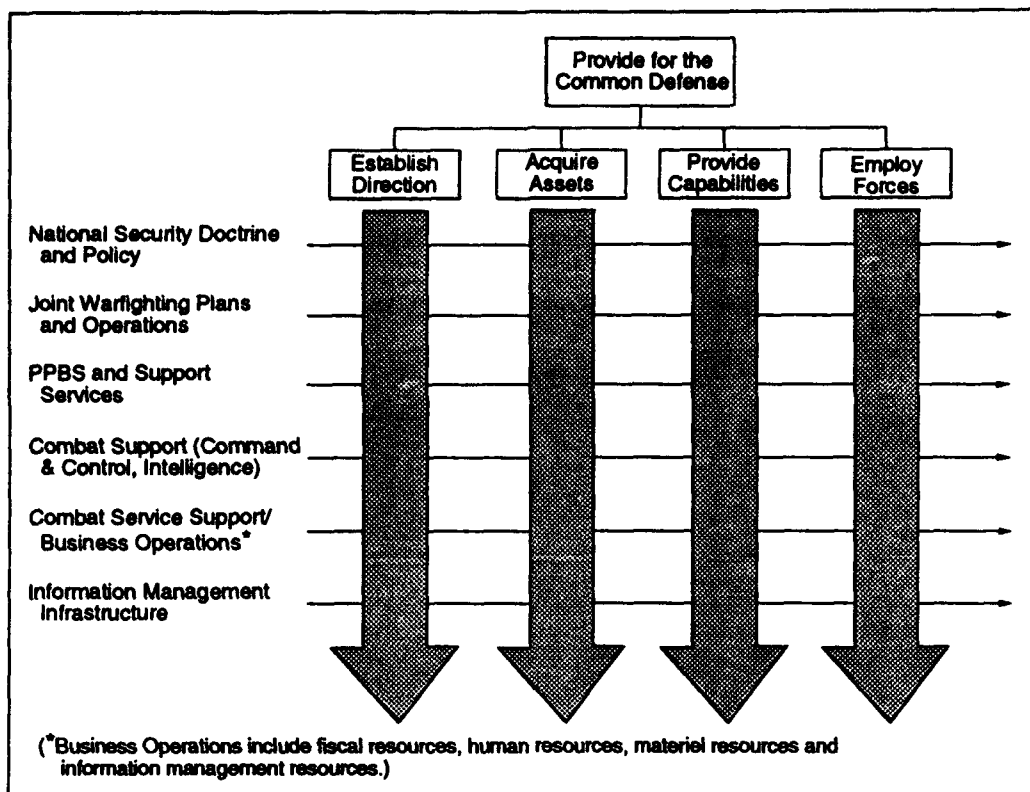 Provide for the
Common Defense
Establish
Direction
Acquire
Assets
Provide
Capabilities
Employ
Forces
National Security Doctrine
and Policy
Joint Warfighting Plans
and Operations
PPBS and Support
Services
Combat Support (Command
& Control, Intelligence)
Combat Service Support/
Business Operations*
Information Management
Infrastructure
(*Business Operations include fiscal resources, human resources, materiel resources and
information management resources.)